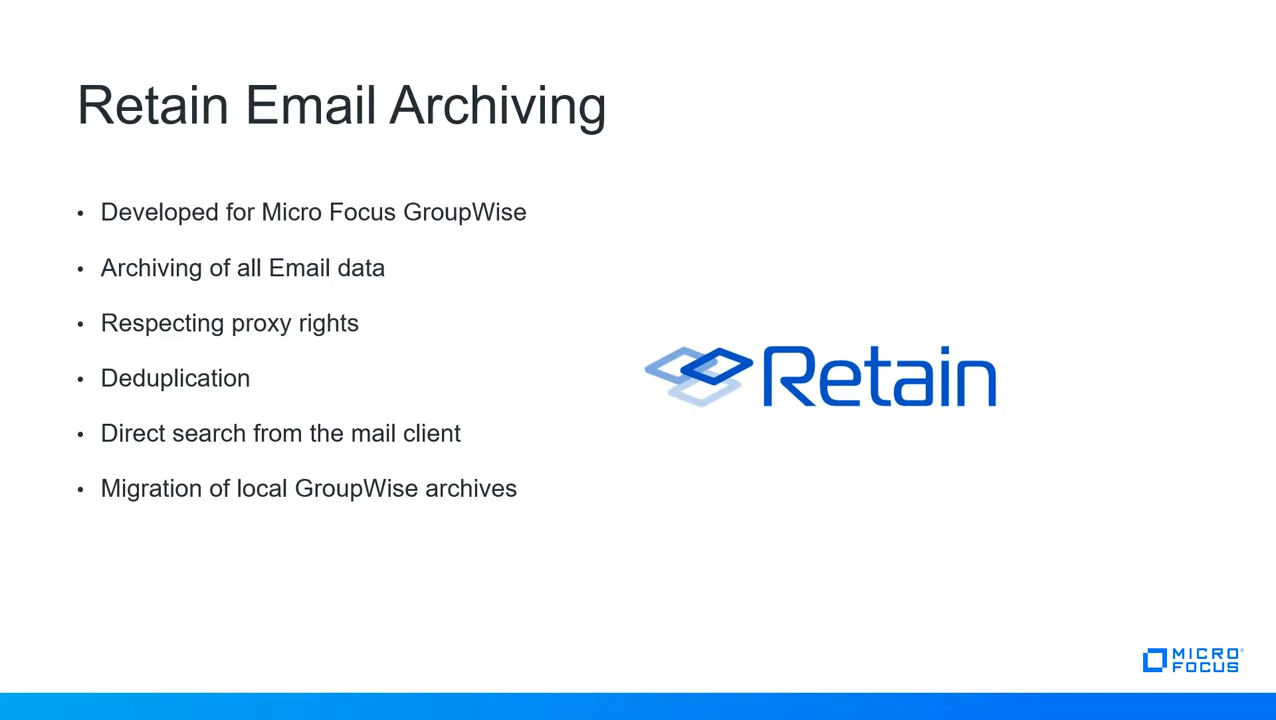 Retain Email Archiving
• Developed for Micro Focus GroupWise
• Archiving of all Email data
• Respecting proxy rights
• Deduplication
• Direct search from the mail client
• Migration of local GroupWise archives
Retain
MICRO
FOCUS